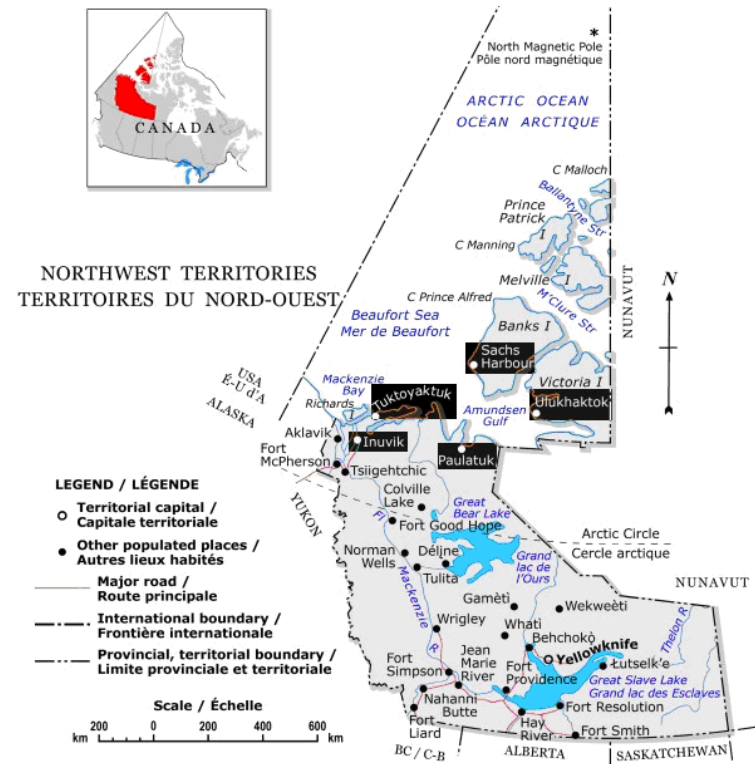 North Magnetic Pole
Pôle nord magnétique
ARCTIC OCEAN
OCÉAN ARCTIQUE
CANADA
C Malloch
Ballantyne Str
Prince
Patrick
I
C Manning
Melville I
M'Clure Str
NUNAVUT
N
NORTHWEST TERRITORIES
TERRITOIRES DU NORD-OUEST
C Prince Alfred
Beaufort Sea
Mer de Beaufort
Banks I
Sachs
Harbour
Victoria I
Ulukhaktok
Amundsen
Gulf
USA
É-U d'A
ALASKA
Mackenzie
Bay
Richards
I
Tuktoyaktuk
Aklavik
Inuvik
Paulatuk
Fort
McPherson
Tsiigehtchic
YUKON
Colville
Lake
Great
Bear Lake
Fort Good Hope
Arctic Circle
Cercle arctique
Norman
Wells
Déljne
Tulita
Grand
lac de
l'Ours
Fl
Mackenzie
R
NUNAVUT
Gamètì
Wekweètì
Wrigley
Whatì
Behchokǫ̀
Thelon R
Yellowknife
Łutselk'e
Fort
Simpson
Jean
Marie
River
Fort
Providence
Great Slave Lake
Grand lac des Esclaves
Nahanni
Butte
Fort Resolution
Fort
Liard
Hay
River
Fort Smith
BC / C-B
ALBERTA
SASKATCHEWAN
LEGEND / LÉGENDE
Territorial capital /
Capitale territoriale
Other populated places /
Autres lieux habités
Major road /
Route principale
International boundary /
Frontière internationale
Provincial, territorial boundary /
Limite provinciale et territoriale
Scale / Échelle
km 200 0 200 400 600 km